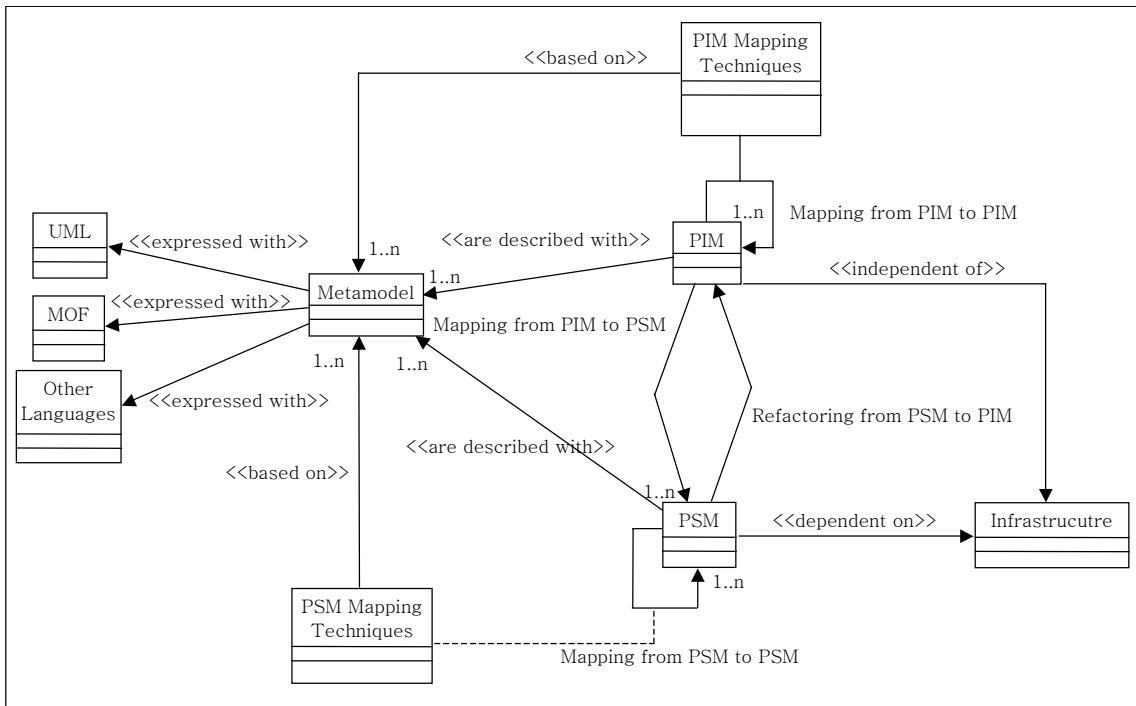 PIM Mapping
Techniques
<<based on>>
1..n
Mapping from PIM to PIM
UML
<<expressed with>>
<<are described with>>
PIM
1..n
1..n
<<independent of>>
Metamodel
MOF
<<expressed with>>
Mapping from PIM to PSM
1..n
1..n
Other
Languages
<<expressed with>>
Refactoring from PSM to PIM
<<are described with>>
<<based on>>
1..n
PSM
<<dependent on>>
Infrastrucutre
1..n
PSM Mapping
Techniques
Mapping from PSM to PSM